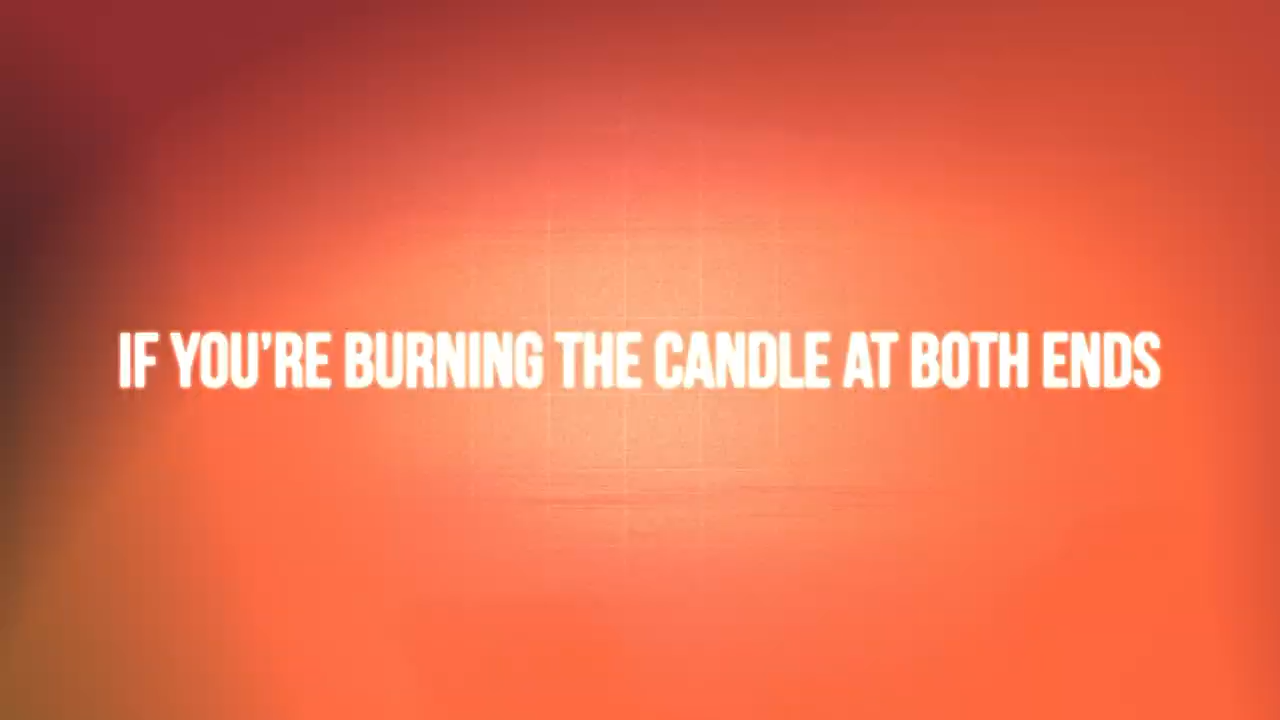 IF YOU’RE BURNING THE CANDLE AT BOTH ENDS